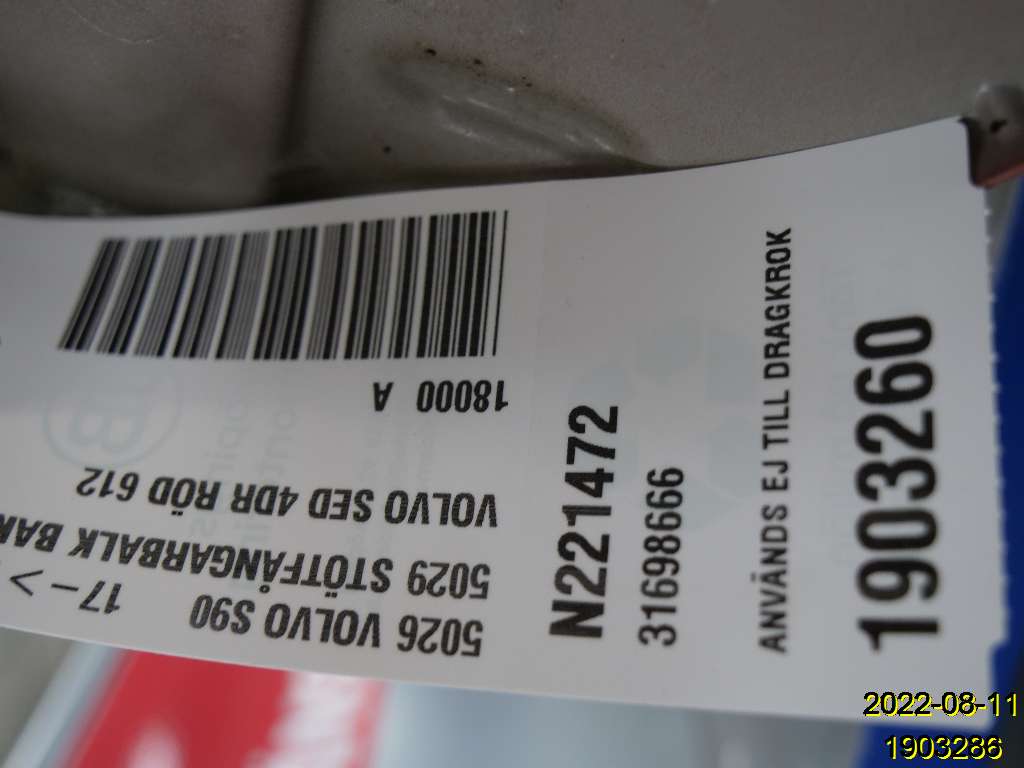 5026 VOLVO S90
17-->
5029 STÖTFÅNGARBALK BAK
VOLVO SED 4DR RÖD 612
18000 A
N221472
31698666
ANVÄNDS EJ TILL DRAGKROK
1903260
2022-08-11
1903286